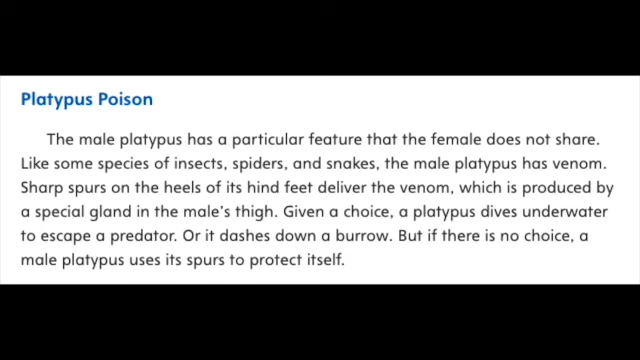 Platypus Poison
The male platypus has a particular feature that the female does not share.
Like some species of insects, spiders, and snakes, the male platypus has venom.
Sharp spurs on the heels of its hind feet deliver the venom, which is produced by
a special gland in the male's thigh. Given a choice, a platypus dives underwater
to escape a predator. Or it dashes down a burrow. But if there is no choice, a
male platypus uses its spurs to protect itself.